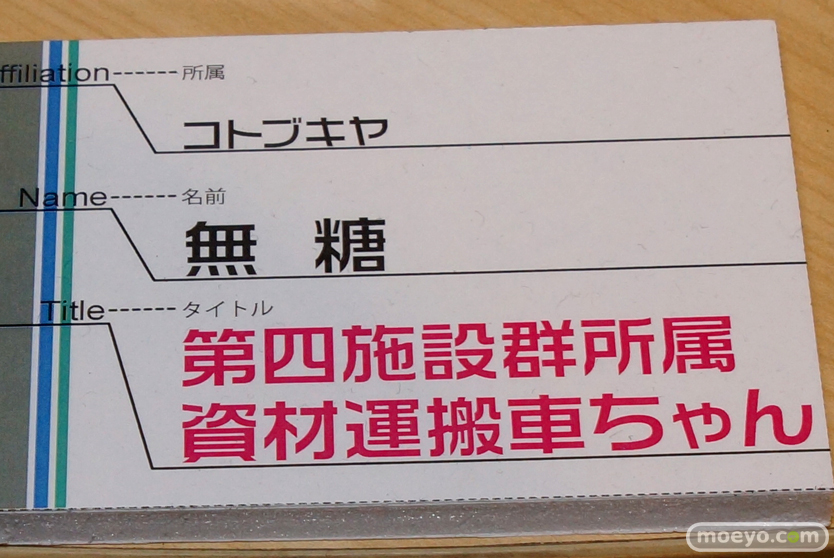 ffiliation------所属
コトブキヤ
Name------名前
無 糖
Title------タイトル
第四施設群所属
資材運搬車ちゃん
moeyo.com